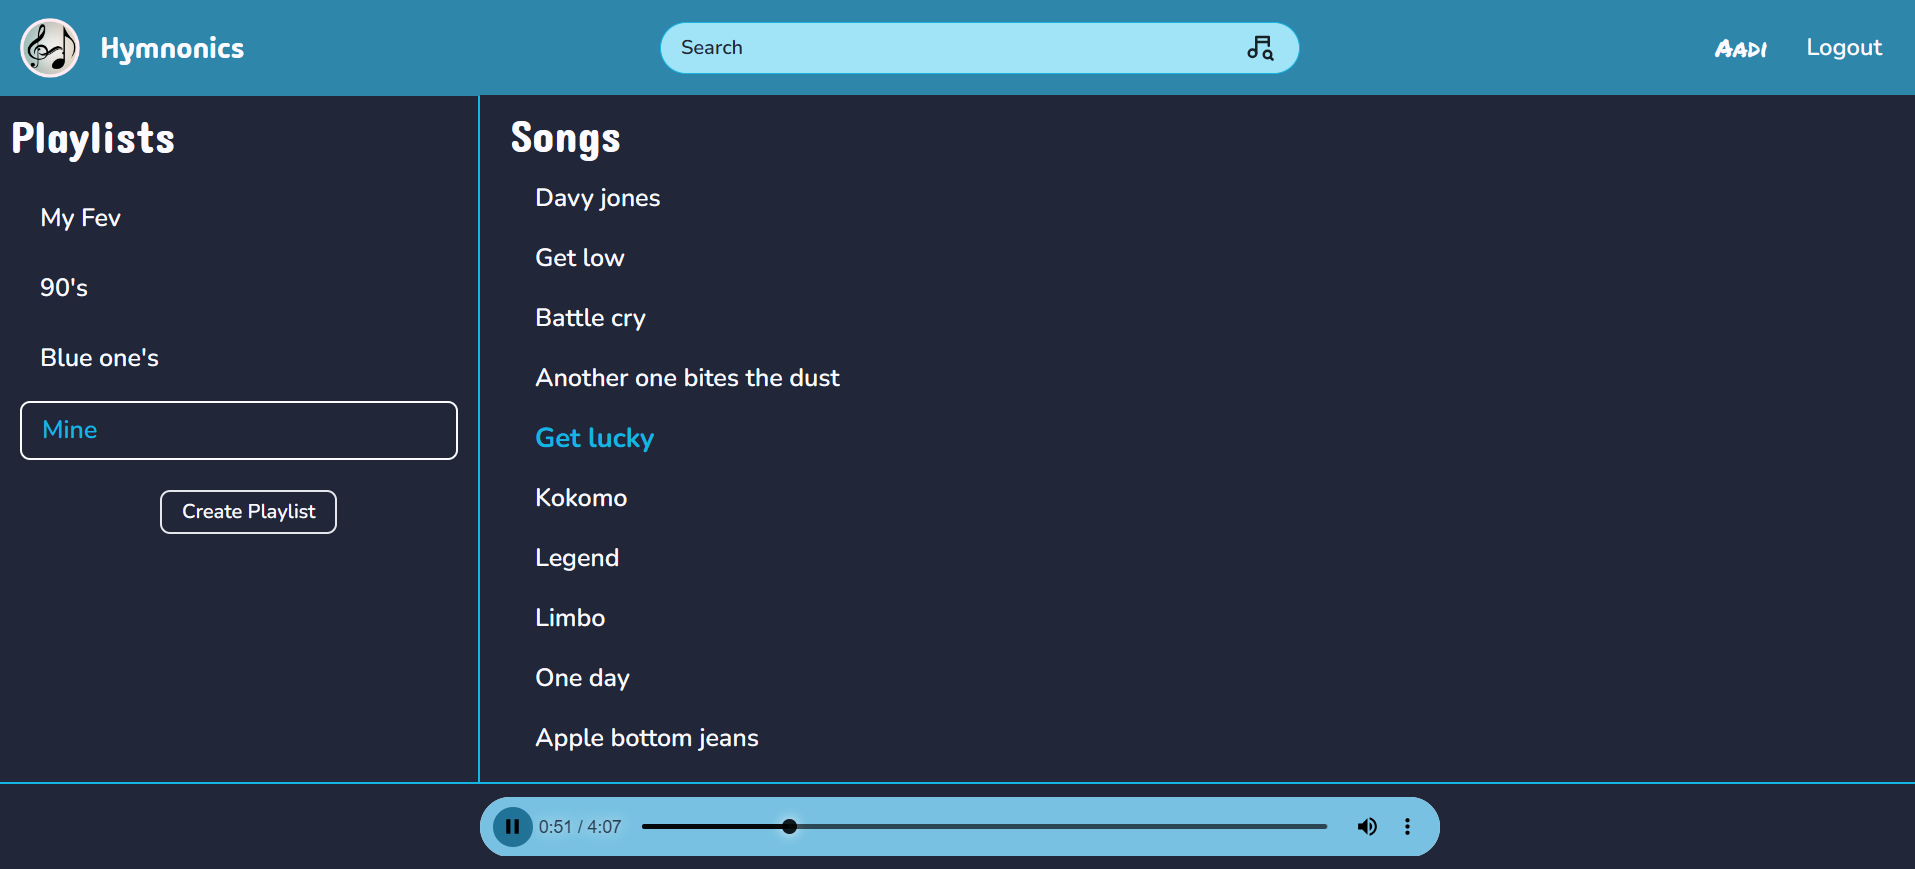 Hymnonics
Search
Aadi
Logout
Playlists
My Fev
90's
Blue one's
Mine
Create Playlist
Songs
Davy jones
Get low
Battle cry
Another one bites the dust
Get lucky
Kokomo
Legend
Limbo
One day
Apple bottom jeans
0:51 / 4:07